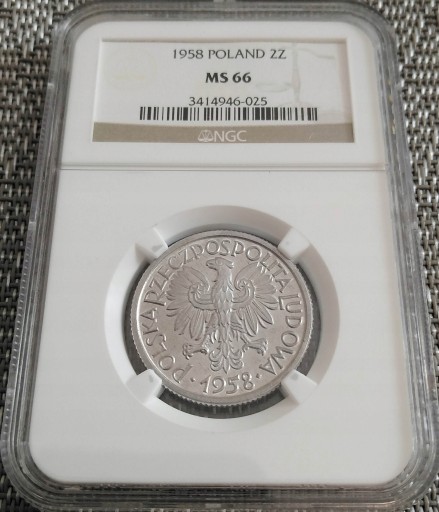 1958 POLAND 2Z
MS 66
3414946-025
NGC
POLSKA RZECZPOSPOLITA LUDOWA
·1958·